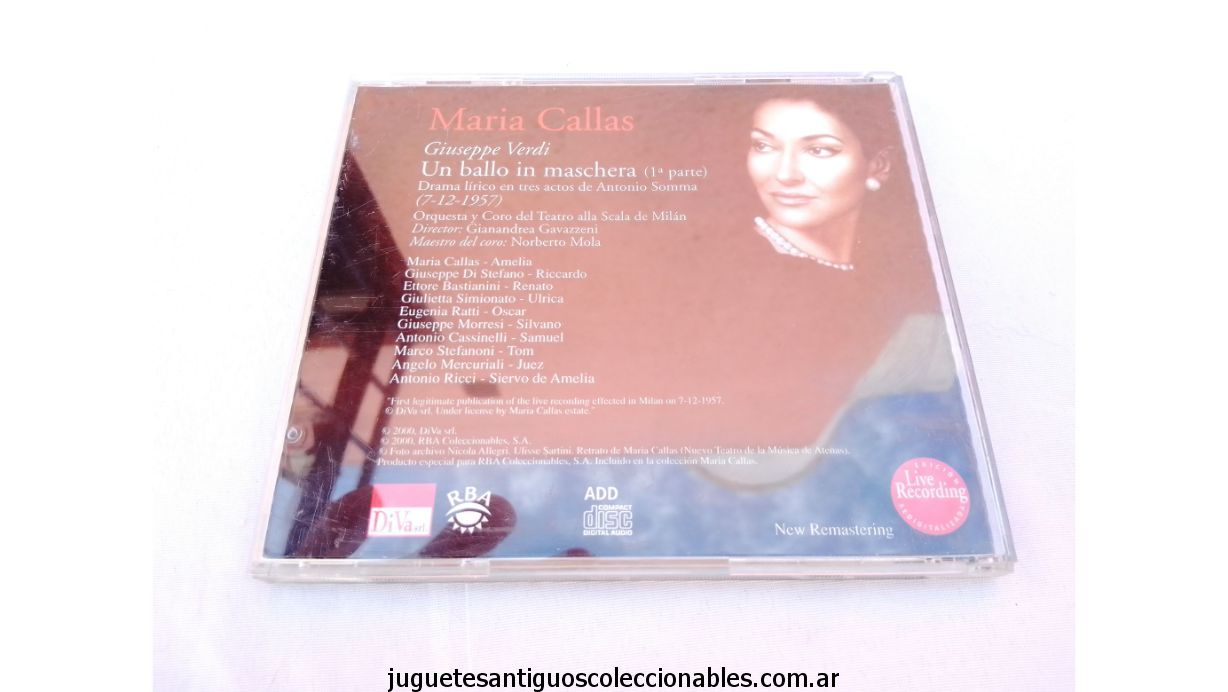 Maria Callas
Giuseppe Verdi
Un ballo in maschera (1ª parte)
Drama lírico en tres actos de Antonio Somma
(7-12-1957)
Orquesta y Coro del Teatro alla Scala de Milán
Director: Gianandrea Gavazzeni
Maestro del coro: Norberto Mola
Maria Callas - Amelia
Giuseppe Di Stefano - Riccardo
Ettore Bastianini - Renato
Giulietta Simionato - Ulrica
Eugenia Ratti - Oscar
Giuseppe Morresi - Silvano
Antonio Cassinelli - Samuel
Marco Stefanoni - Tom
Angelo Mercuriali - Juez
Antonio Ricci - Siervo de Amelia
"First legitimate publication of the live recording effected in Milan on 7-12-1957.
© DiVa srl. Under license by Maria Callas estate."
© 2000, DiVa srl.
© 2000, RBA Coleccionables, S.A.
© Foto archivo Nicola Allegri. Ulisse Sartini. Retrato de Maria Callas (Nuevo Teatro de la Música de Atenas).
Producto especial para RBA Coleccionables, S.A. Incluido en la colección Maria Callas.
DiVa srl
RBA
ADD
COMPACT
disc
DIGITAL AUDIO
New Remastering
Live
Recording
juguetesantiguoscoleccionables.com.ar